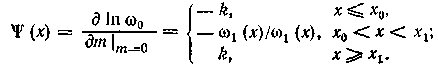 Ψ (x) = ∂ ln ω₀ / ∂m |ₘ₌₀ = { — k, x ⩽ x₀,
— ω₁ (x)/ω₁ (x), x₀ < x < x₁;
k, x ⩾ x₁.